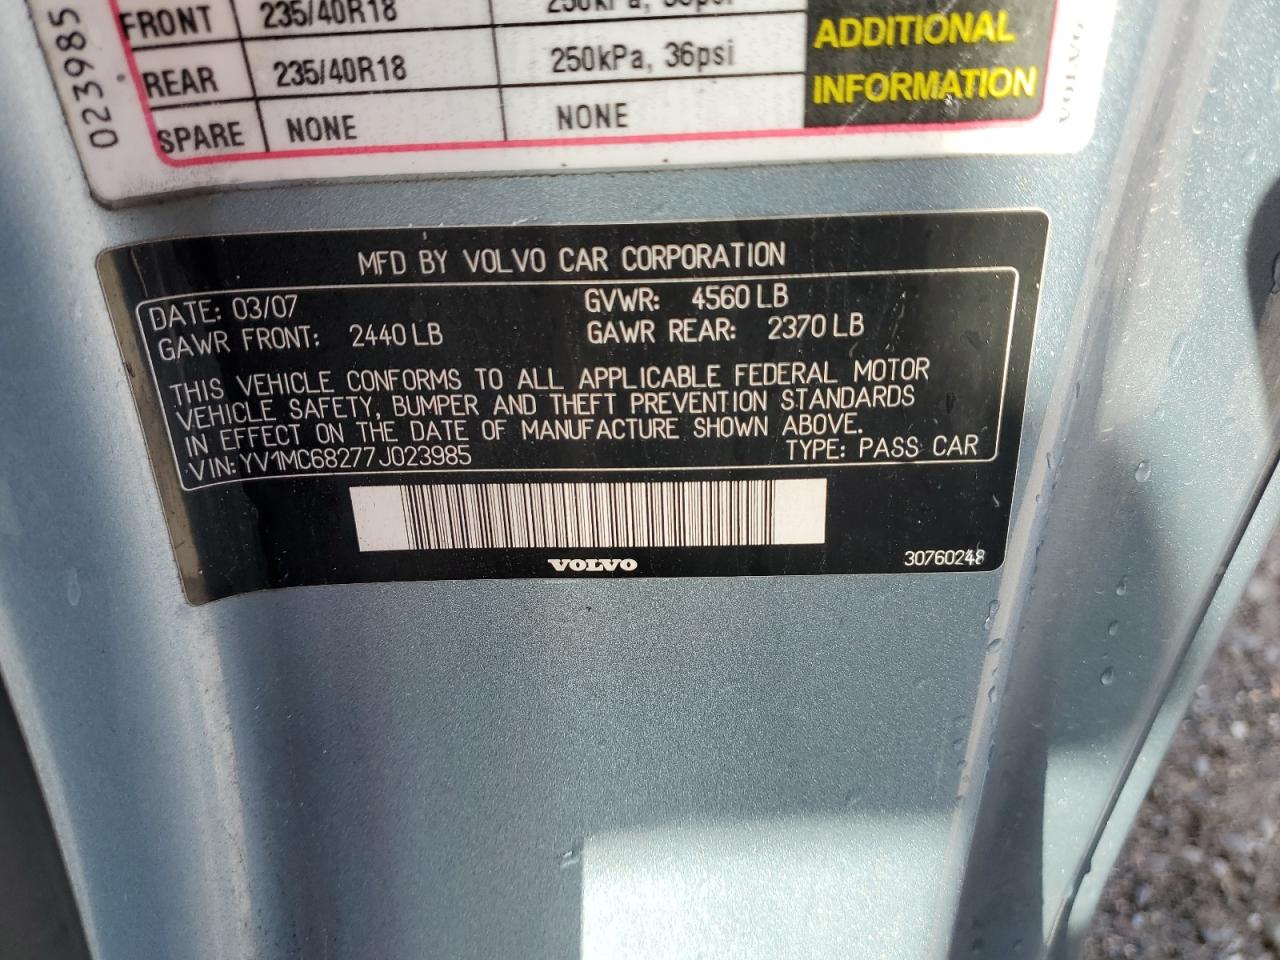 FRONT 235/40R18 250kPa, 36psi
REAR 235/40R18 250kPa, 36psi
SPARE NONE NONE
ADDITIONAL
INFORMATION
023985
VOLVO
MFD BY VOLVO CAR CORPORATION
DATE: 03/07 GVWR: 4560 LB
GAWR FRONT: 2440 LB GAWR REAR: 2370 LB
THIS VEHICLE CONFORMS TO ALL APPLICABLE FEDERAL MOTOR
VEHICLE SAFETY, BUMPER AND THEFT PREVENTION STANDARDS
IN EFFECT ON THE DATE OF MANUFACTURE SHOWN ABOVE.
VIN: YV1MC68277J023985 TYPE: PASS CAR
VOLVO 30760248